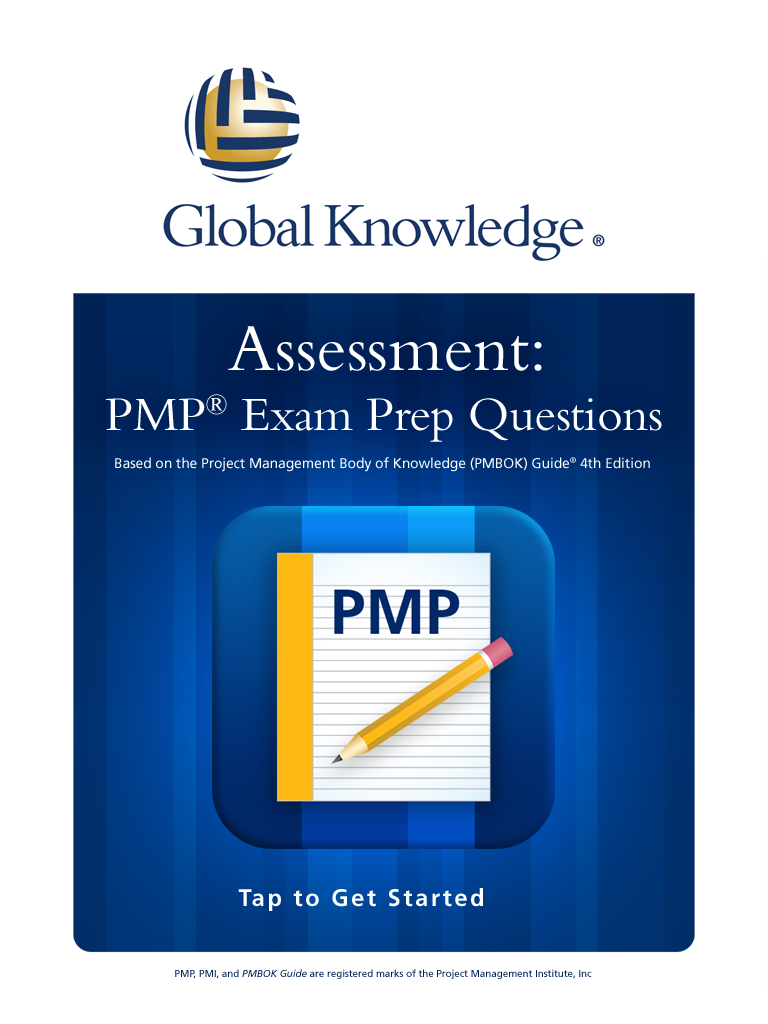 Global Knowledge ®
Assessment:
PMP® Exam Prep Questions
Based on the Project Management Body of Knowledge (PMBOK) Guide® 4th Edition
PMP
Tap to Get Started
PMP, PMI, and PMBOK Guide are registered marks of the Project Management Institute, Inc